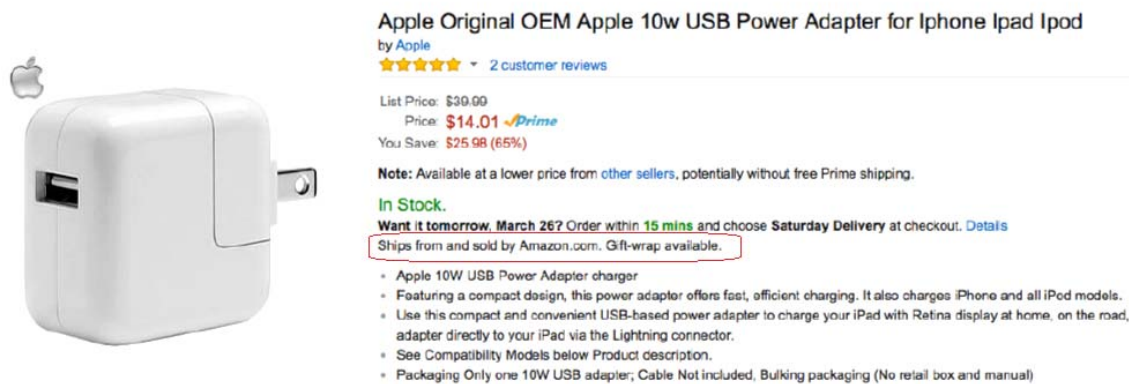 Apple Original OEM Apple 10w USB Power Adapter for Iphone Ipad Ipod
by Apple
2 customer reviews
List Price: $39.99
Price: $14.01 Prime
You Save: $25.98 (65%)
Note: Available at a lower price from other sellers, potentially without free Prime shipping.
In Stock.
Want it tomorrow, March 26? Order within 15 mins and choose Saturday Delivery at checkout. Details
Ships from and sold by Amazon.com. Gift-wrap available.
Apple 10W USB Power Adapter charger
Featuring a compact design, this power adapter offers fast, efficient charging. It also charges iPhone and all iPod models.
Use this compact and convenient USB-based power adapter to charge your iPad with Retina display at home, on the road,
adapter directly to your iPad via the Lightning connector.
See Compatibility Models below Product description.
Packaging Only one 10W USB adapter; Cable Not included, Bulking packaging (No retail box and manual)